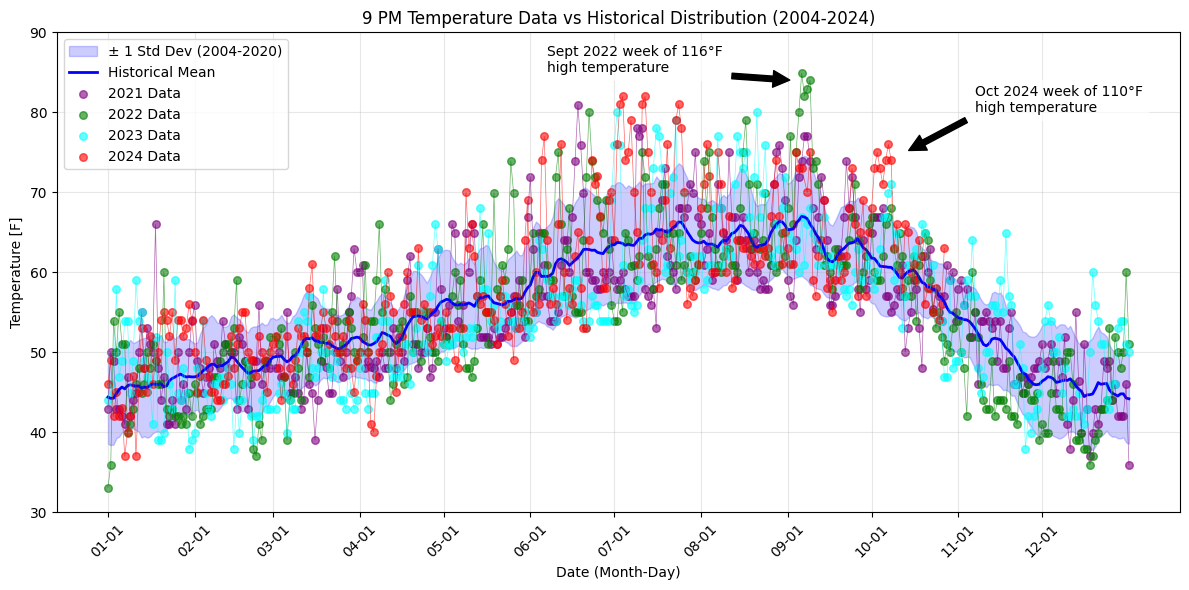 9 PM Temperature Data vs Historical Distribution (2004-2024)
± 1 Std Dev (2004-2020)
Historical Mean
2021 Data
2022 Data
2023 Data
2024 Data
Sept 2022 week of 116°F
high temperature
Oct 2024 week of 110°F
high temperature
Temperature [F]
90
80
70
60
50
40
30
01-01
02-01
03-01
04-01
05-01
06-01
07-01
08-01
09-01
10-01
11-01
12-01
Date (Month-Day)